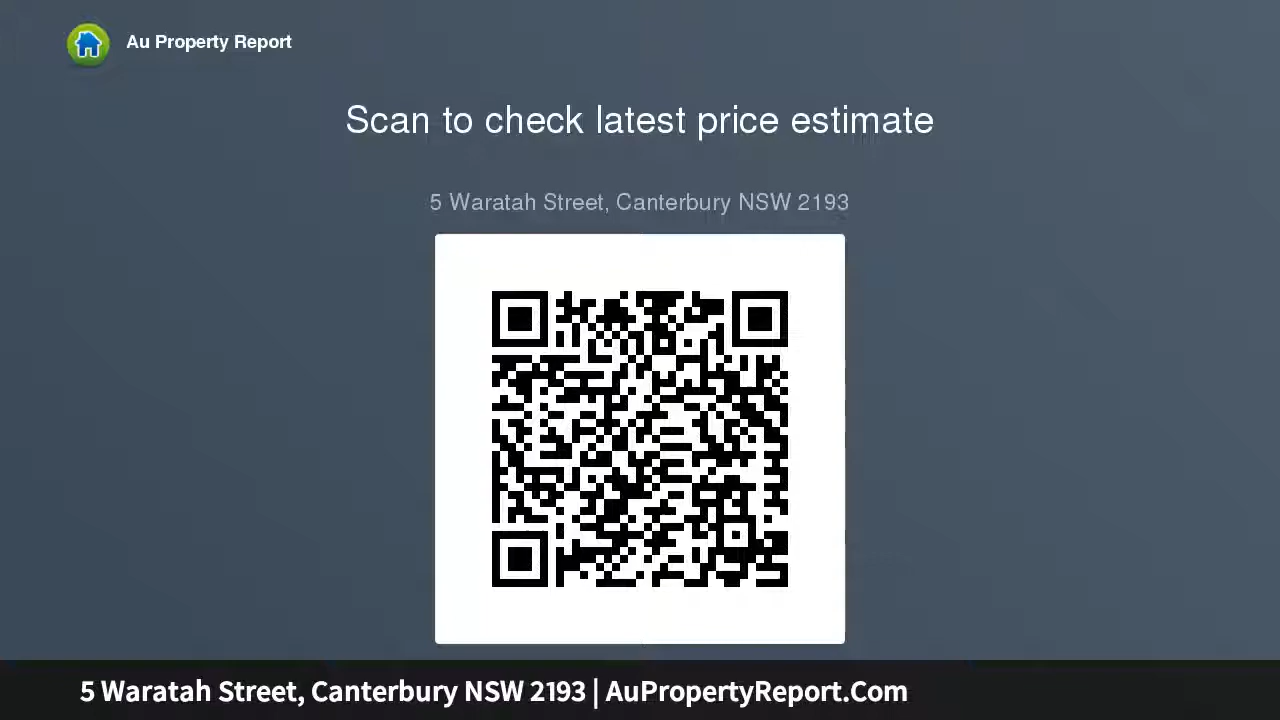 Au Property Report
Scan to check latest price estimate
5 Waratah Street, Canterbury NSW 2193
5 Waratah Street, Canterbury NSW 2193 | AuPropertyReport.Com